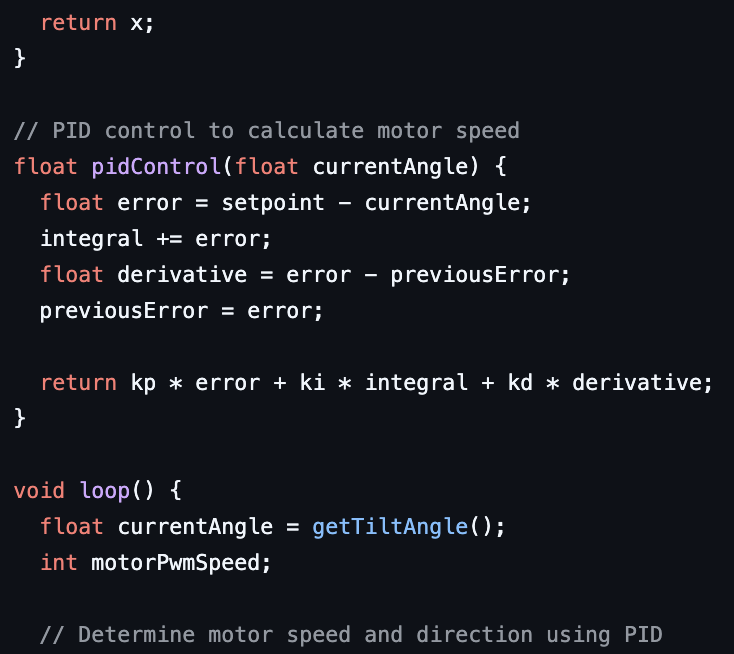 return x;
}

// PID control to calculate motor speed
float pidControl(float currentAngle) {
  float error = setpoint - currentAngle;
  integral += error;
  float derivative = error - previousError;
  previousError = error;

  return kp * error + ki * integral + kd * derivative;
}

void loop() {
  float currentAngle = getTiltAngle();
  int motorPwmSpeed;

  // Determine motor speed and direction using PID